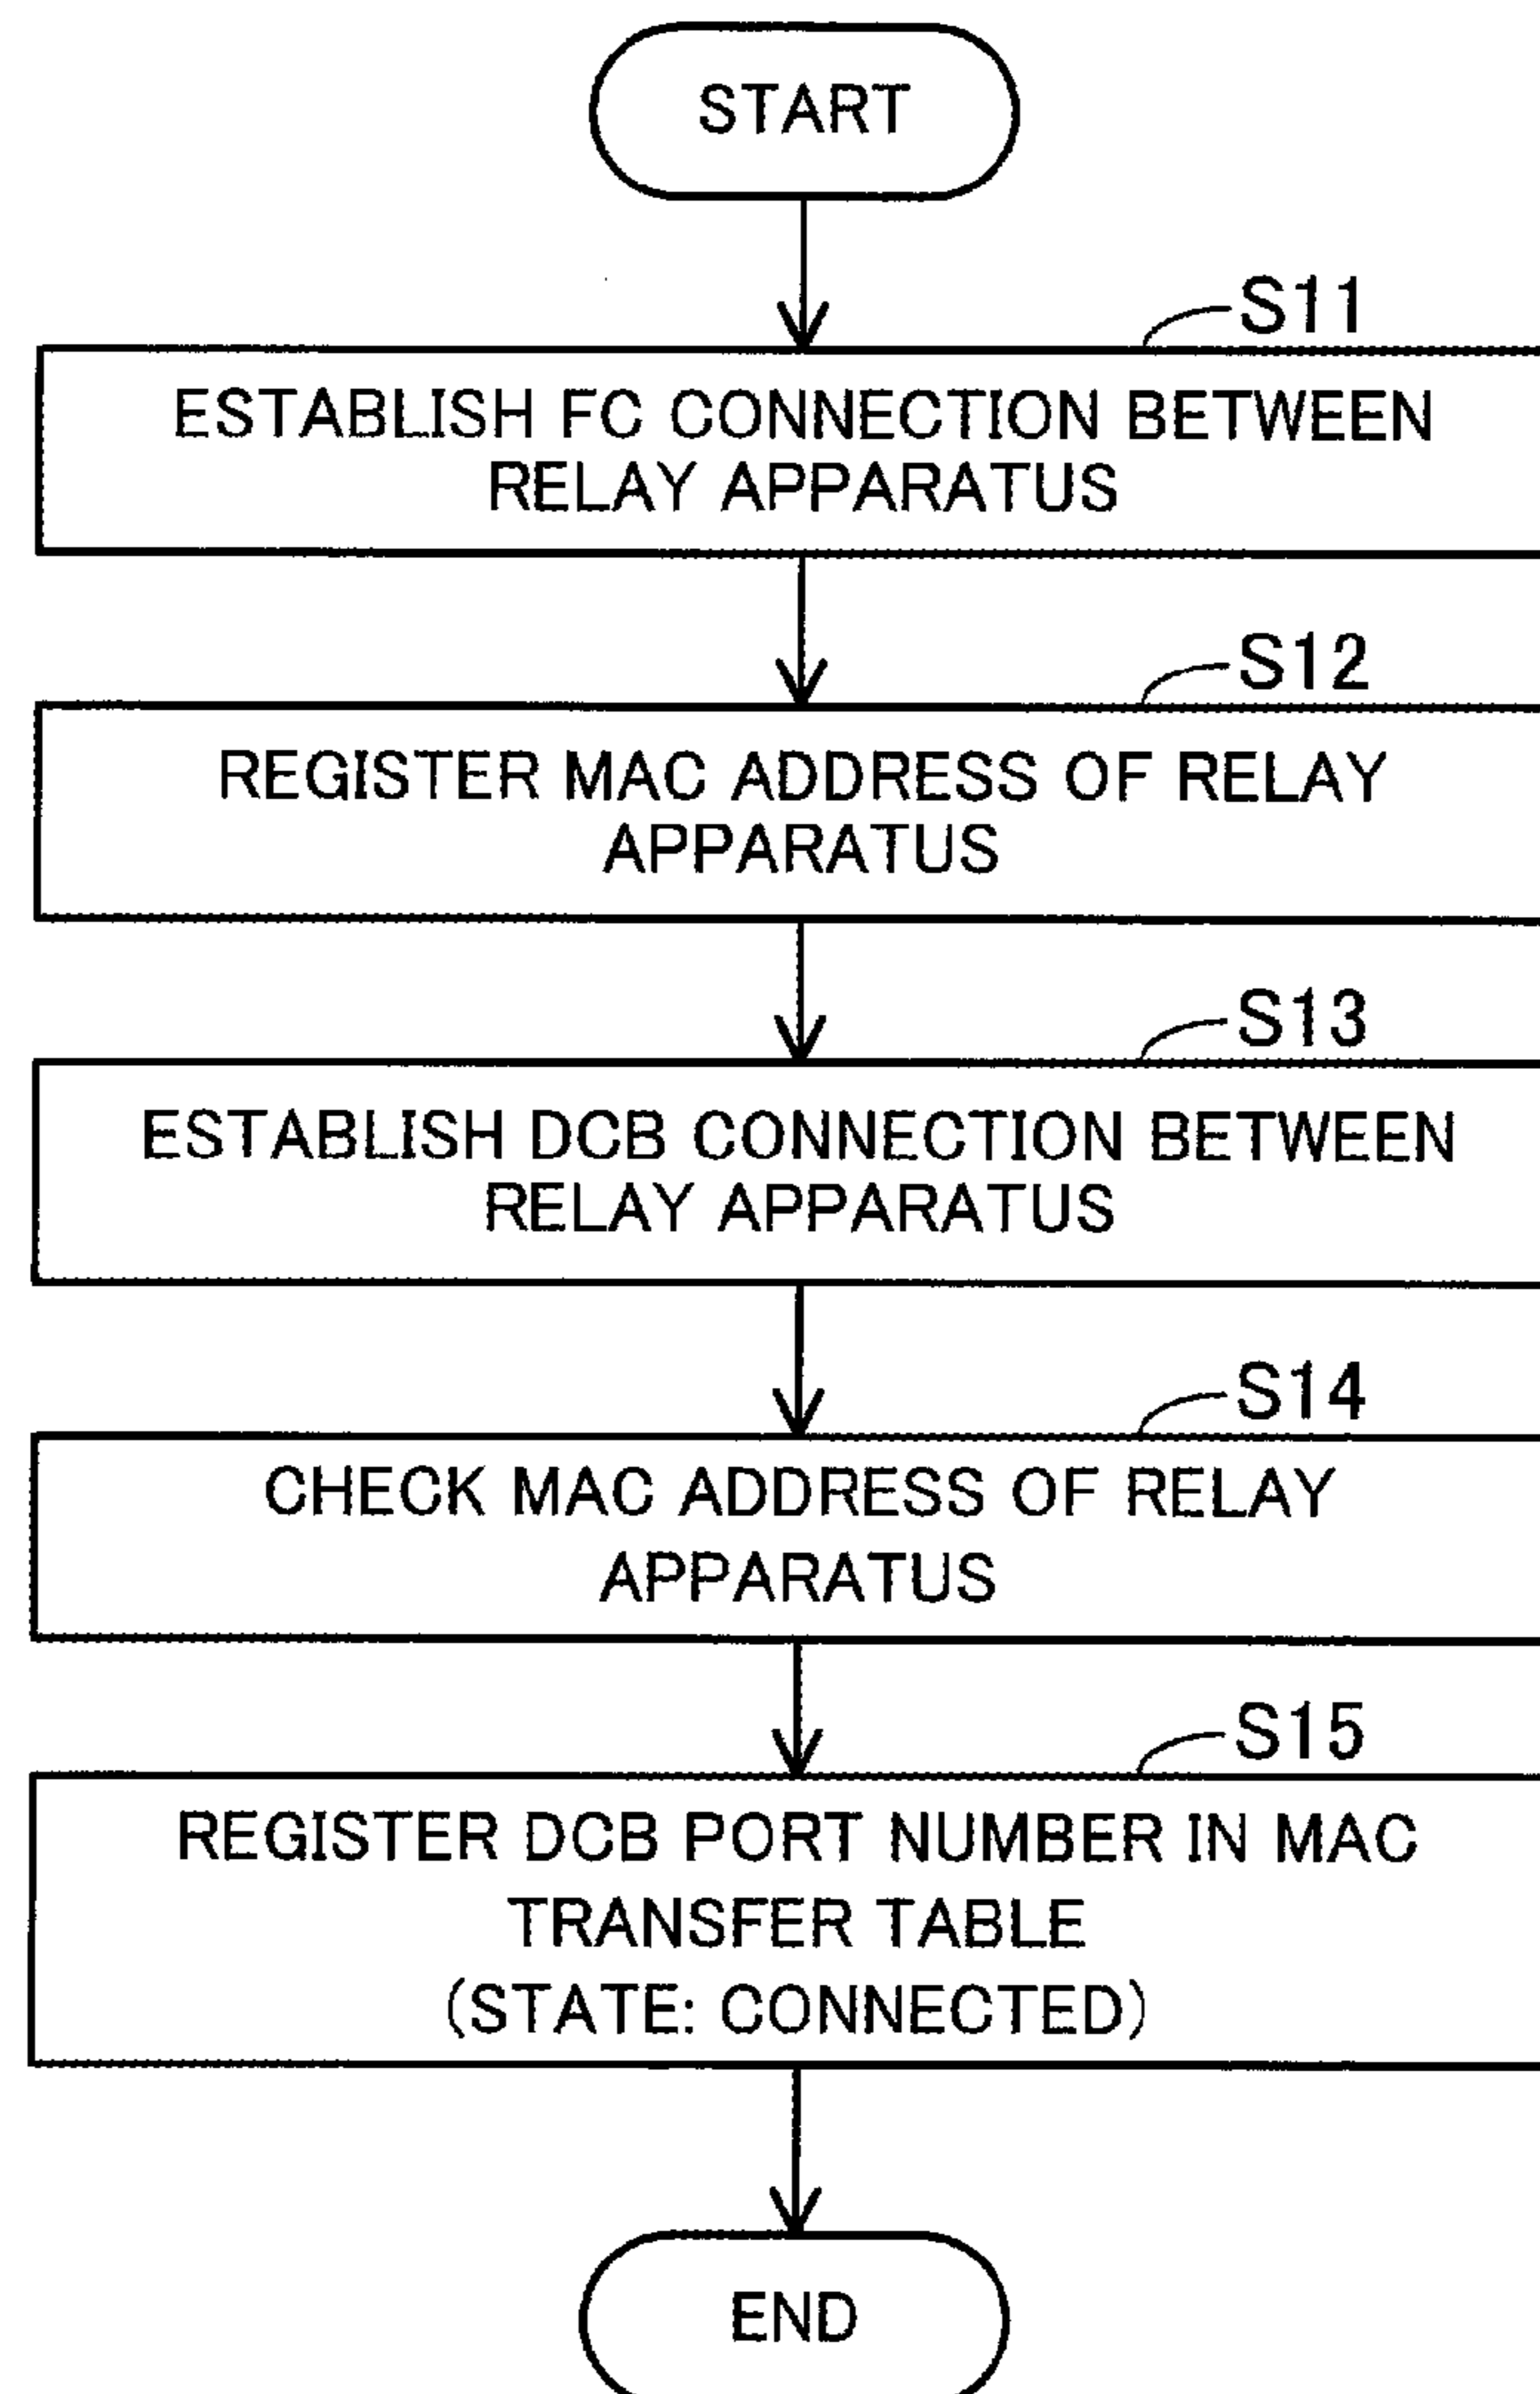 START
S11
ESTABLISH FC CONNECTION BETWEEN
RELAY APPARATUS
S12
REGISTER MAC ADDRESS OF RELAY
APPARATUS
S13
ESTABLISH DCB CONNECTION BETWEEN
RELAY APPARATUS
S14
CHECK MAC ADDRESS OF RELAY
APPARATUS
S15
REGISTER DCB PORT NUMBER IN MAC
TRANSFER TABLE
(STATE: CONNECTED)
END